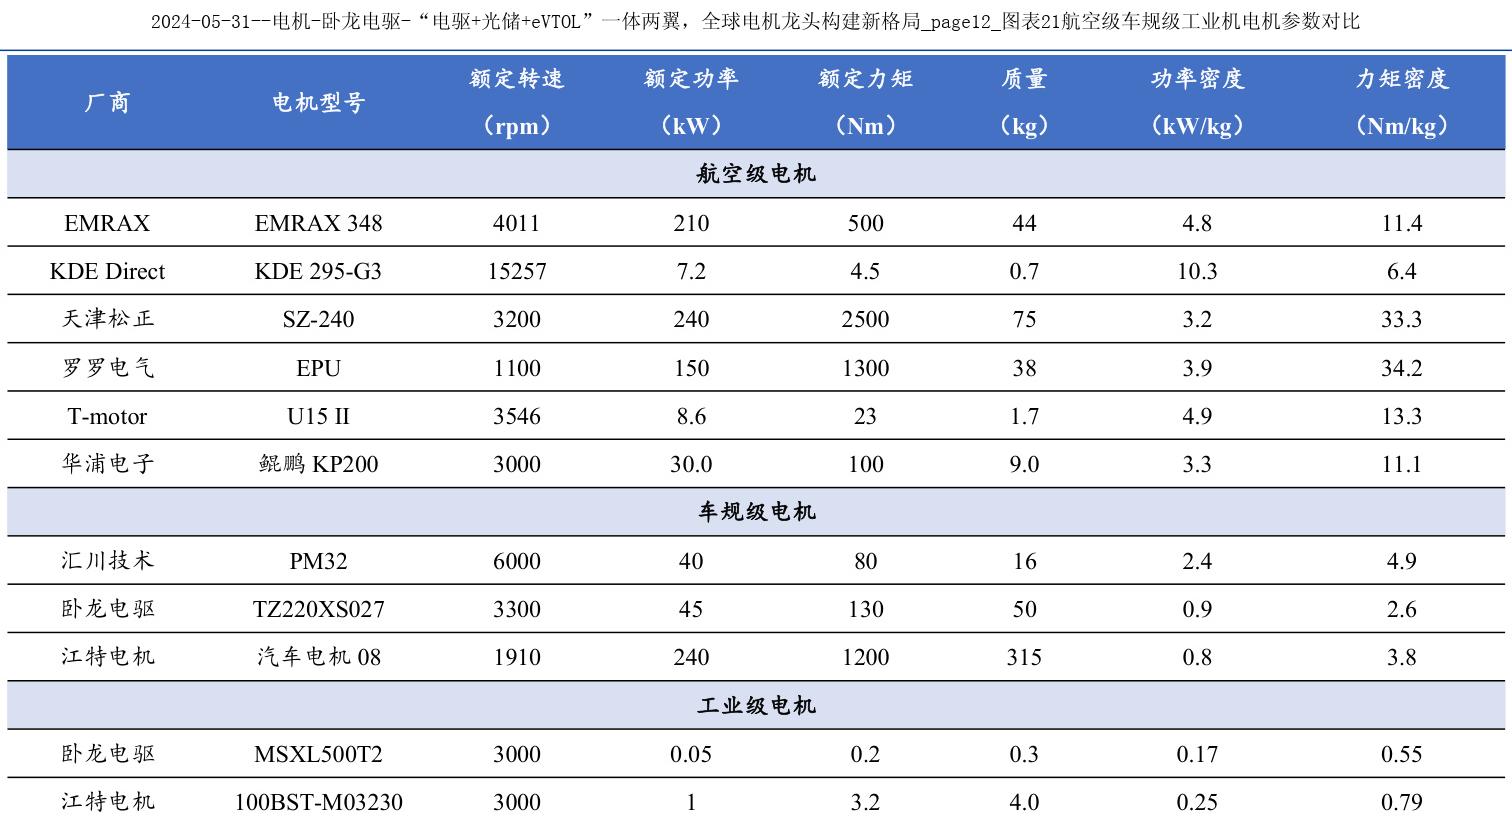 2024-05-31--电机-卧龙电驱-“电驱+光储+eVTOL”一体两翼，全球电机龙头构建新格局_page12_图表21航空级车规级工业机电机参数对比
厂商 电机型号 额定转速（rpm） 额定功率（kW） 额定力矩（Nm） 质量（kg） 功率密度（kW/kg） 力矩密度（Nm/kg）
航空级电机
EMRAX EMRAX 348 4011 210 500 44 4.8 11.4
KDE Direct KDE 295-G3 15257 7.2 4.5 0.7 10.3 6.4
天津松正 SZ-240 3200 240 2500 75 3.2 33.3
罗罗电气 EPU 1100 150 1300 38 3.9 34.2
T-motor U15 II 3546 8.6 23 1.7 4.9 13.3
华浦电子 鲲鹏 KP200 3000 30.0 100 9.0 3.3 11.1
车规级电机
汇川技术 PM32 6000 40 80 16 2.4 4.9
卧龙电驱 TZ220XS027 3300 45 130 50 0.9 2.6
江特电机 汽车电机 08 1910 240 1200 315 0.8 3.8
工业级电机
卧龙电驱 MSXL500T2 3000 0.05 0.2 0.3 0.17 0.55
江特电机 100BST-M03230 3000 1 3.2 4.0 0.25 0.79